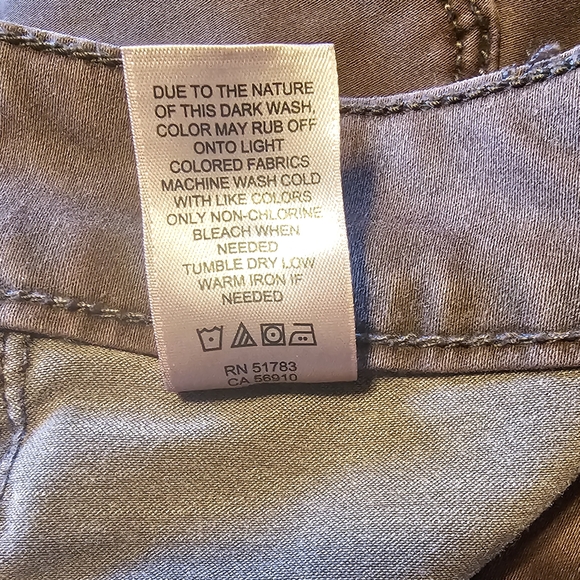 DUE TO THE NATURE
OF THIS DARK WASH,
COLOR MAY RUB OFF
ONTO LIGHT
COLORED FABRICS
MACHINE WASH COLD
WITH LIKE COLORS
ONLY NON-CHLORINE
BLEACH WHEN
NEEDED
TUMBLE DRY LOW
WARM IRON IF
NEEDED
RN 51783
CA 56910